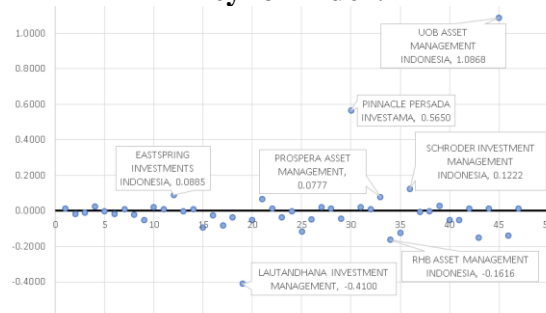 1.0000
0.8000
0.6000
0.4000
0.2000
0.0000
-0.2000
-0.4000
UOB ASSET
MANAGEMENT
INDONESIA, 1.0868
PINNACLE PERSADA
INVESTAMA, 0.5650
EASTSPRING
INVESTMENTS
INDONESIA, 0.0885
PROSPERA ASSET
MANAGEMENT,
0.0777
SCHRODER INVESTMENT
MANAGEMENT
INDONESIA, 0.1222
0 5 10 15 20 25 30 35 40 45 50
LAUTANDHANA INVESTMENT
MANAGEMENT, -0.4100
RHB ASSET MANAGEMENT
INDONESIA, -0.1616